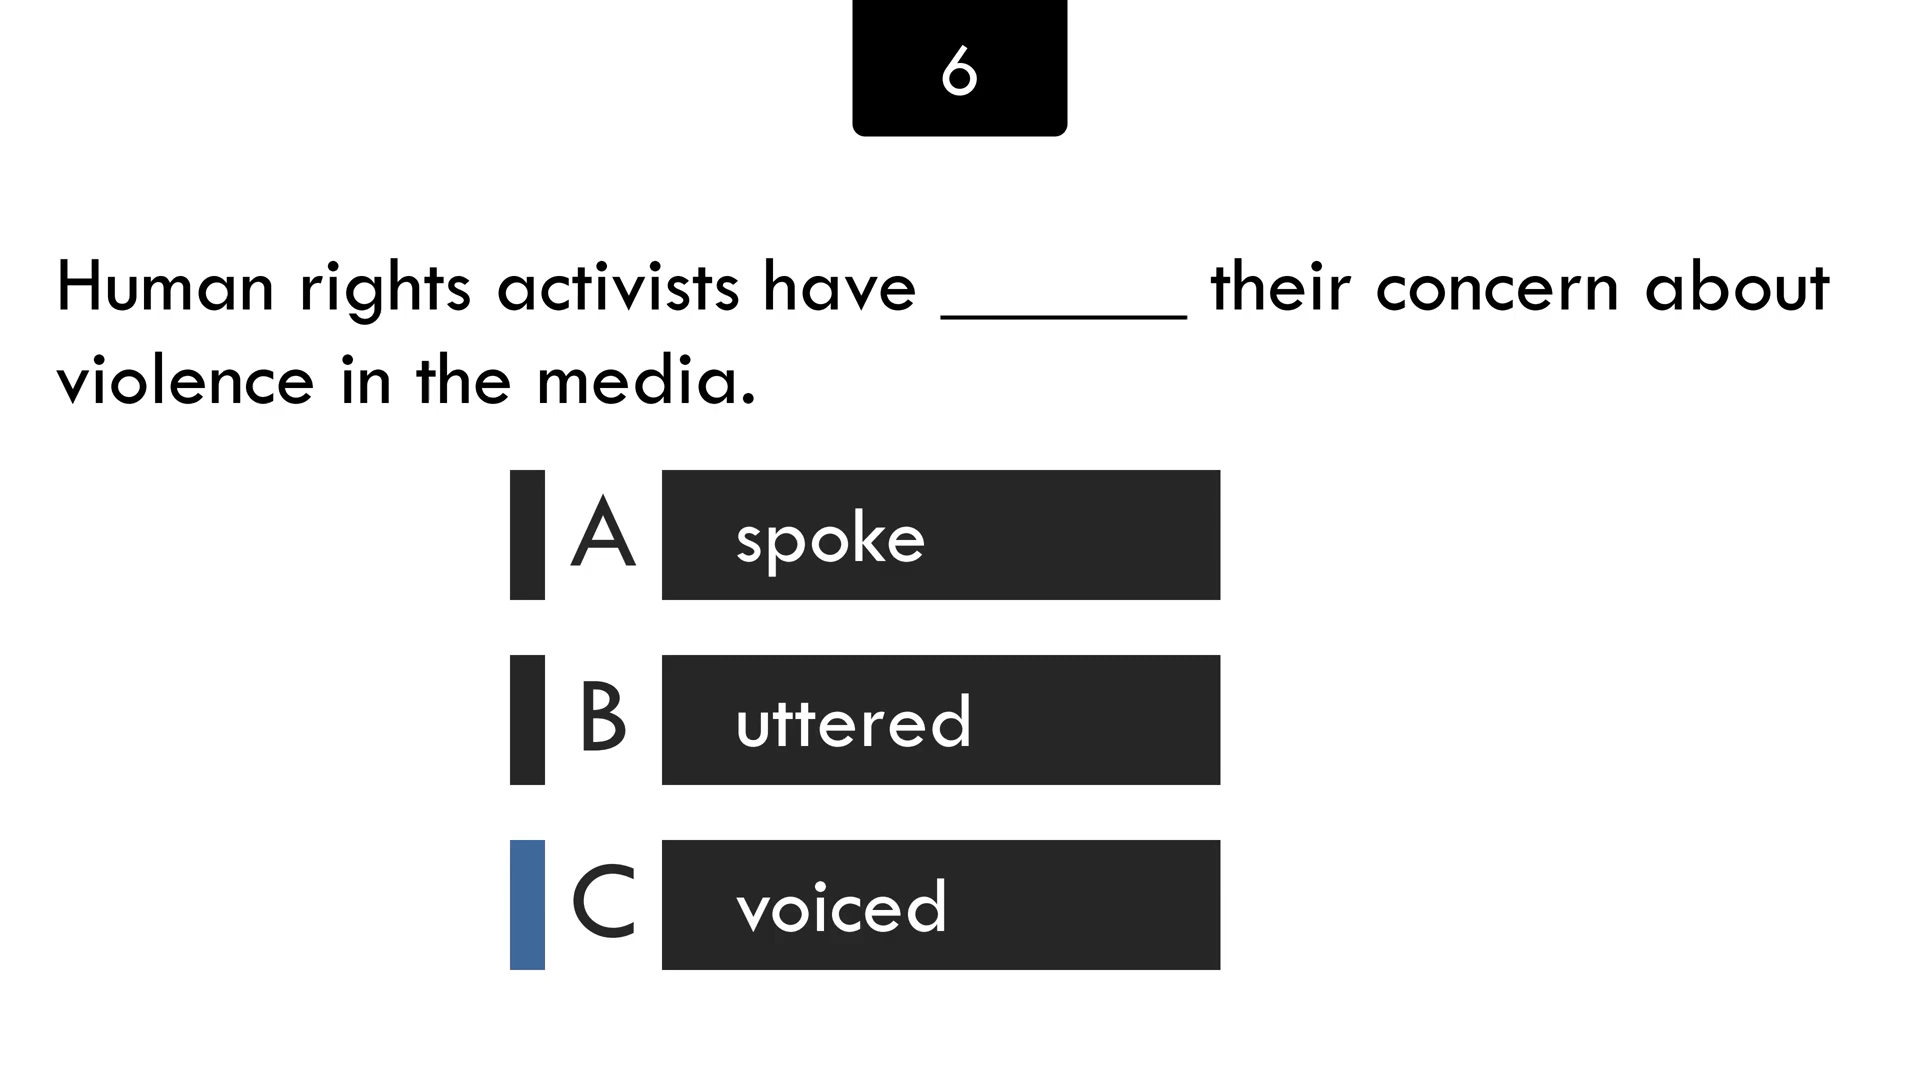 6
Human rights activists have _______ their concern about
violence in the media.
A spoke
B uttered
C voiced